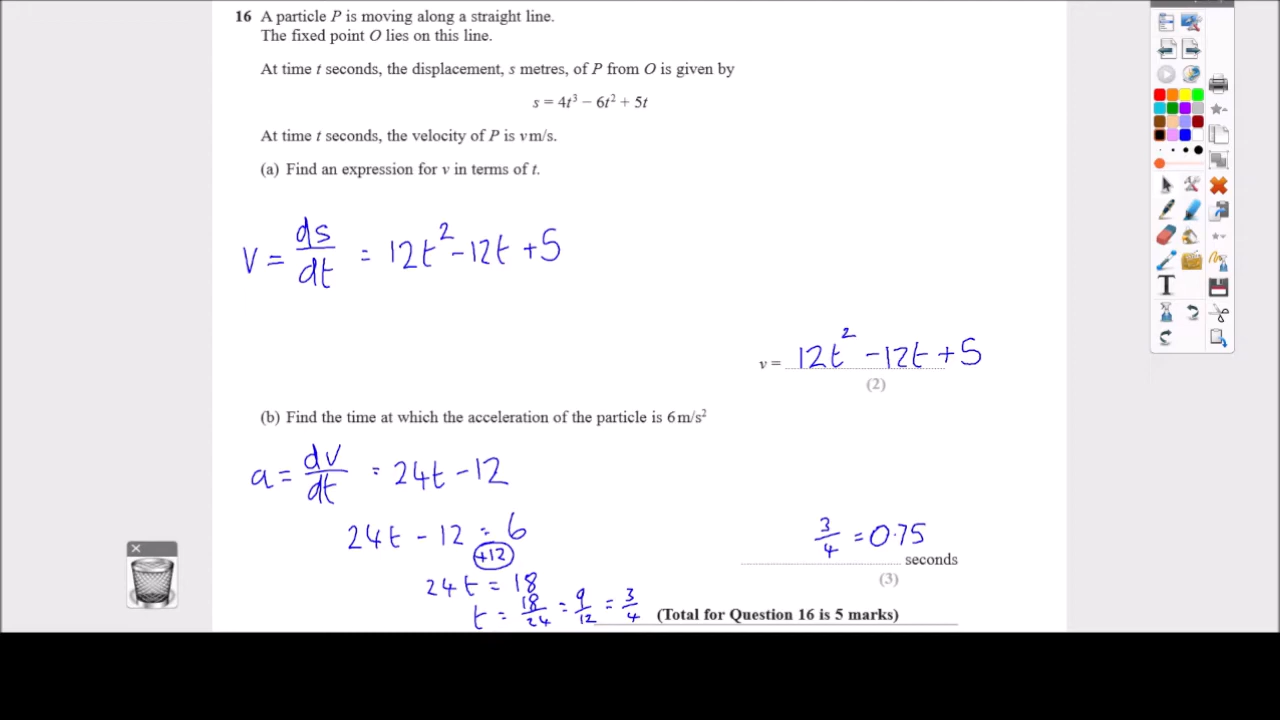 16 A particle P is moving along a straight line.
The fixed point O lies on this line.
At time t seconds, the displacement, s metres, of P from O is given by
s = 4t³ − 6t² + 5t
At time t seconds, the velocity of P is v m/s.
(a) Find an expression for v in terms of t.
v = ds/dt = 12t² - 12t + 5
v = 12t² - 12t + 5
(2)
(b) Find the time at which the acceleration of the particle is 6 m/s²
a = dv/dt = 24t - 12
24t - 12 = 6
+12
24t = 18
t = 18/24 = 9/12 = 3/4
3/4 = 0.75 seconds
(3)
(Total for Question 16 is 5 marks)
T